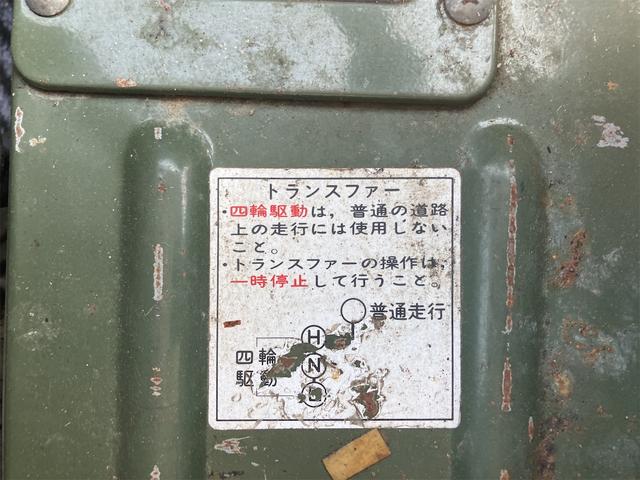 トランスファー
・四輪駆動は，普通の道路
上の走行には使用しない
こと。
・トランスファーの操作は，
一時停止して行うこと。
普通走行
H
四輪
駆動
N
L